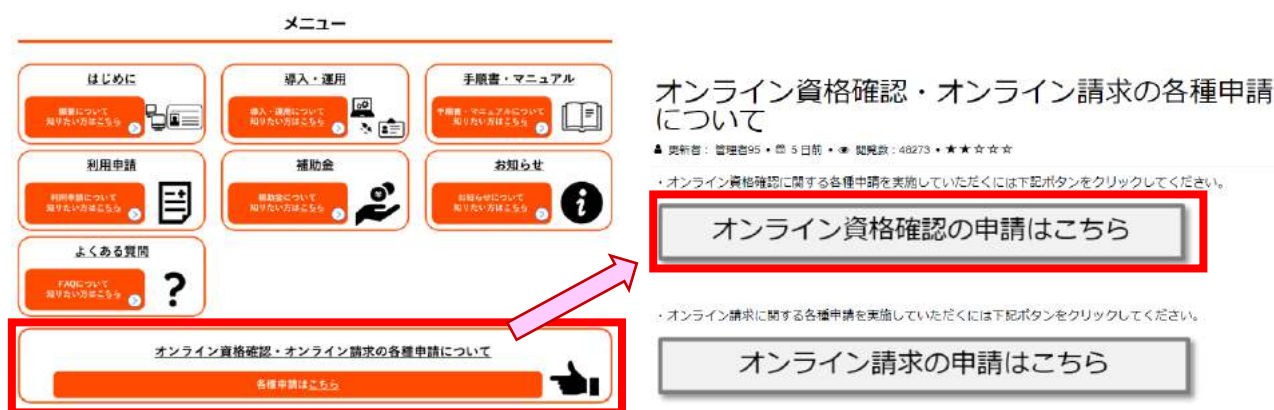 メニュー
はじめに
概要について
知りたい方はこちら
導入・運用
導入・運用について
知りたい方はこちら
手順書・マニュアル
手順書・マニュアルについて
知りたい方はこちら
利用申請
利用申請について
知りたい方はこちら
補助金
補助金について
知りたい方はこちら
お知らせ
お知らせについて
知りたい方はこちら
よくある質問
FAQについて
知りたい方はこちら
オンライン資格確認・オンライン請求の各種申請について
各種申請はこちら
オンライン資格確認・オンライン請求の各種申請
について
更新者: 管理者95 • 5 日前 • 閲覧数: 48273 • ★★☆☆☆
・オンライン資格確認に関する各種申請を実施していただくには下記ボタンをクリックしてください。
オンライン資格確認の申請はこちら
・オンライン請求に関する各種申請を実施していただくには下記ボタンをクリックしてください。
オンライン請求の申請はこちら